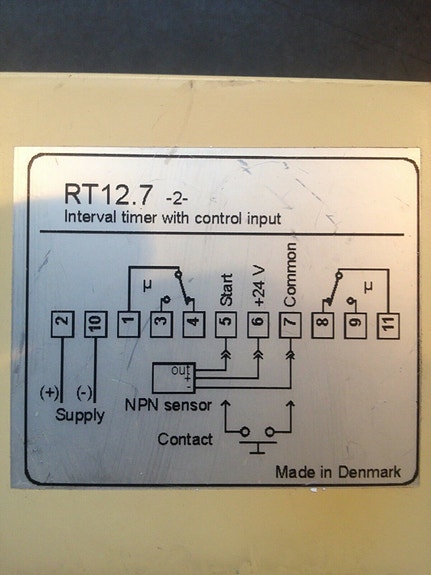 RT12.7 -2-
Interval timer with control input
Start
+24 V
Common
µ
µ
2 10 1 3 4 5 6 7 8 9 11
out
+
-
(+) (-)
Supply
NPN sensor
Contact
Made in Denmark